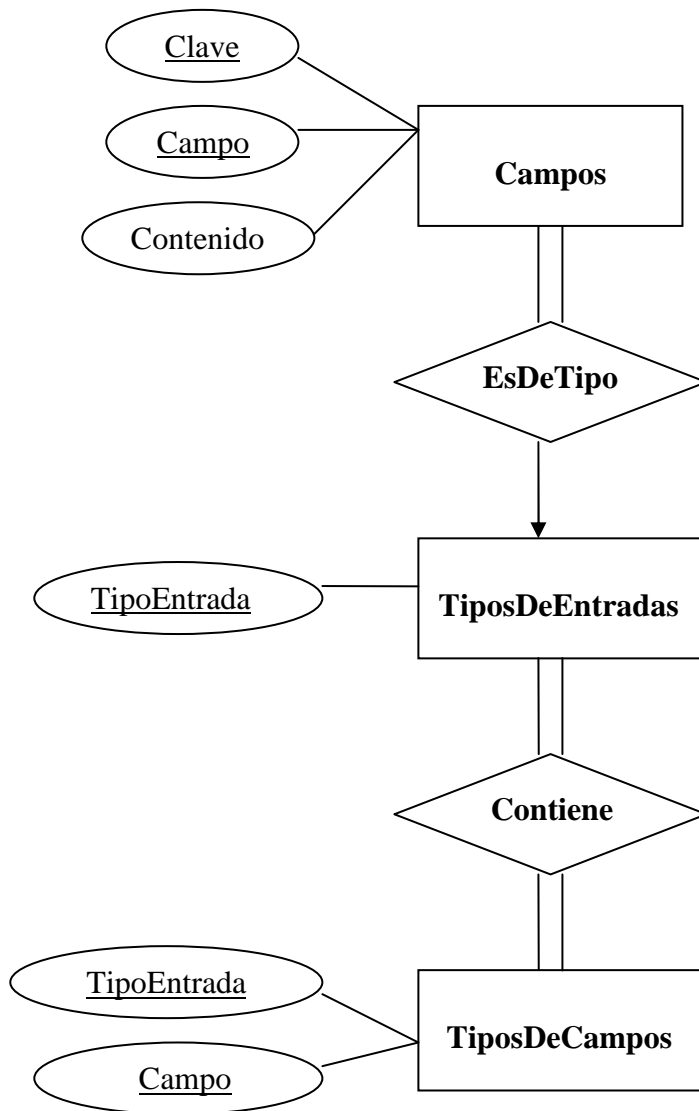 Clave
Campo
Contenido
Campos
EsDeTipo
TipoEntrada
TiposDeEntradas
Contiene
TipoEntrada
Campo
TiposDeCampos